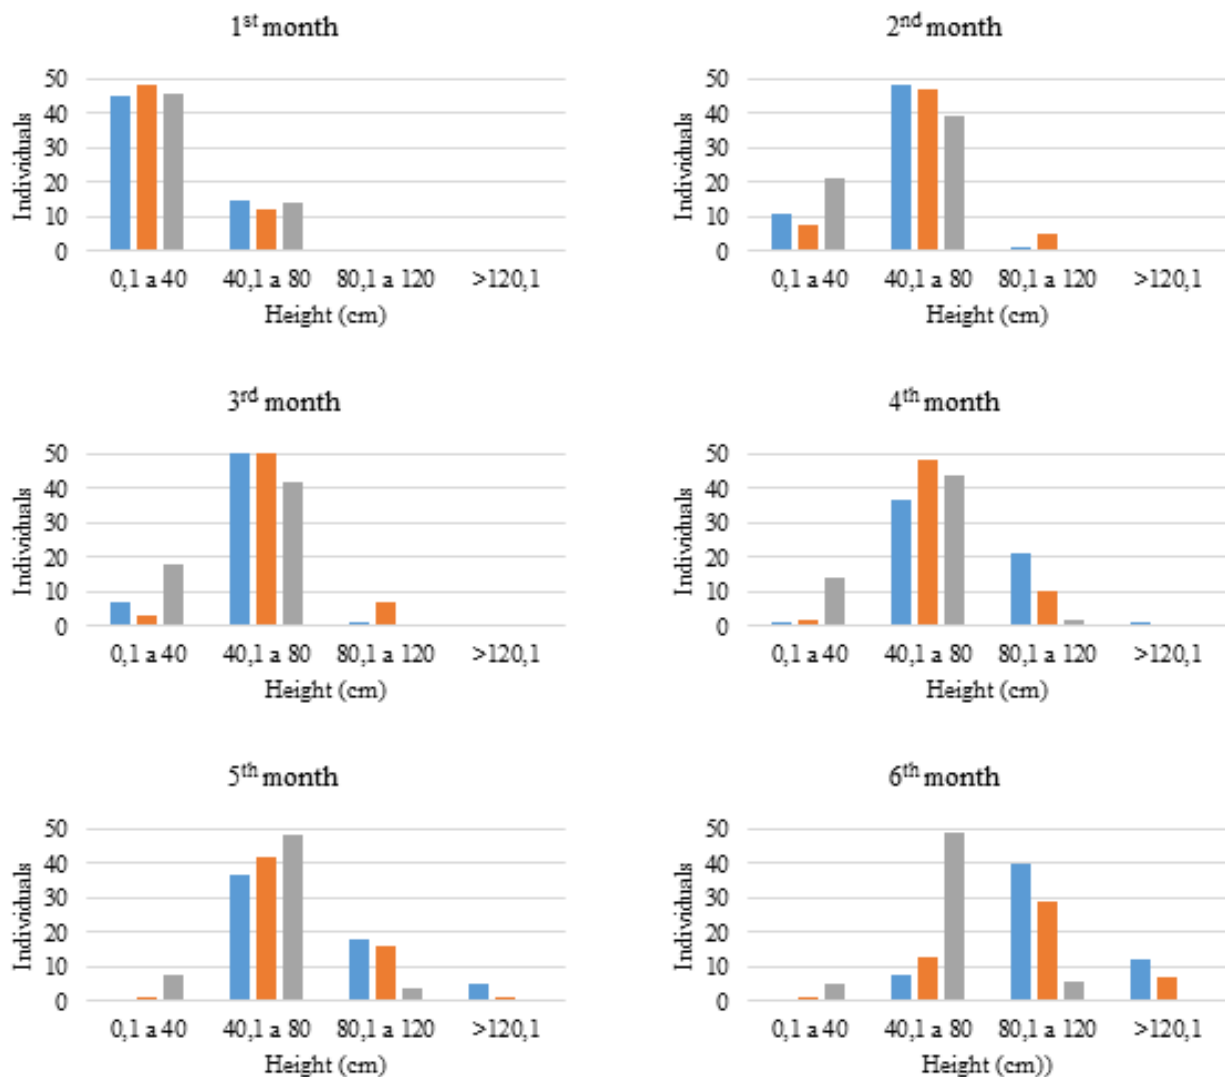 1st month
50
40
30
20
10
0
Individuals
0,1 a 40 40,1 a 80 80,1 a 120 >120,1
Height (cm)
2nd month
50
40
30
20
10
0
Individuals
0,1 a 40 40,1 a 80 80,1 a 120 >120,1
Height (cm)
3rd month
50
40
30
20
10
0
Individuals
0,1 a 40 40,1 a 80 80,1 a 120 >120,1
Height (cm)
4th month
50
40
30
20
10
0
Individuals
0,1 a 40 40,1 a 80 80,1 a 120 >120,1
Height (cm)
5th month
50
40
30
20
10
0
Individuals
0,1 a 40 40,1 a 80 80,1 a 120 >120,1
Height (cm)
6th month
50
40
30
20
10
0
Individuals
0,1 a 40 40,1 a 80 80,1 a 120 >120,1
Height (cm))